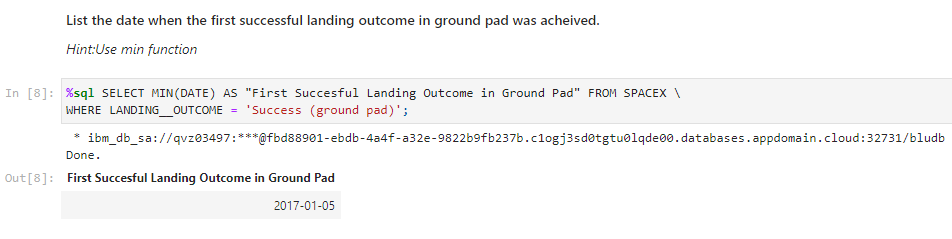 List the date when the first successful landing outcome in ground pad was acheived.
Hint:Use min function
In [8]: %sql SELECT MIN(DATE) AS "First Succesful Landing Outcome in Ground Pad" FROM SPACEX \
WHERE LANDING__OUTCOME = 'Success (ground pad)';
* ibm_db_sa://qvz03497:***@fbd88901-ebdb-4a4f-a32e-9822b9fb237b.c1ogj3sd0tgtu0lqde00.databases.appdomain.cloud:32731/bludb
Done.
Out[8]: First Succesful Landing Outcome in Ground Pad
2017-01-05